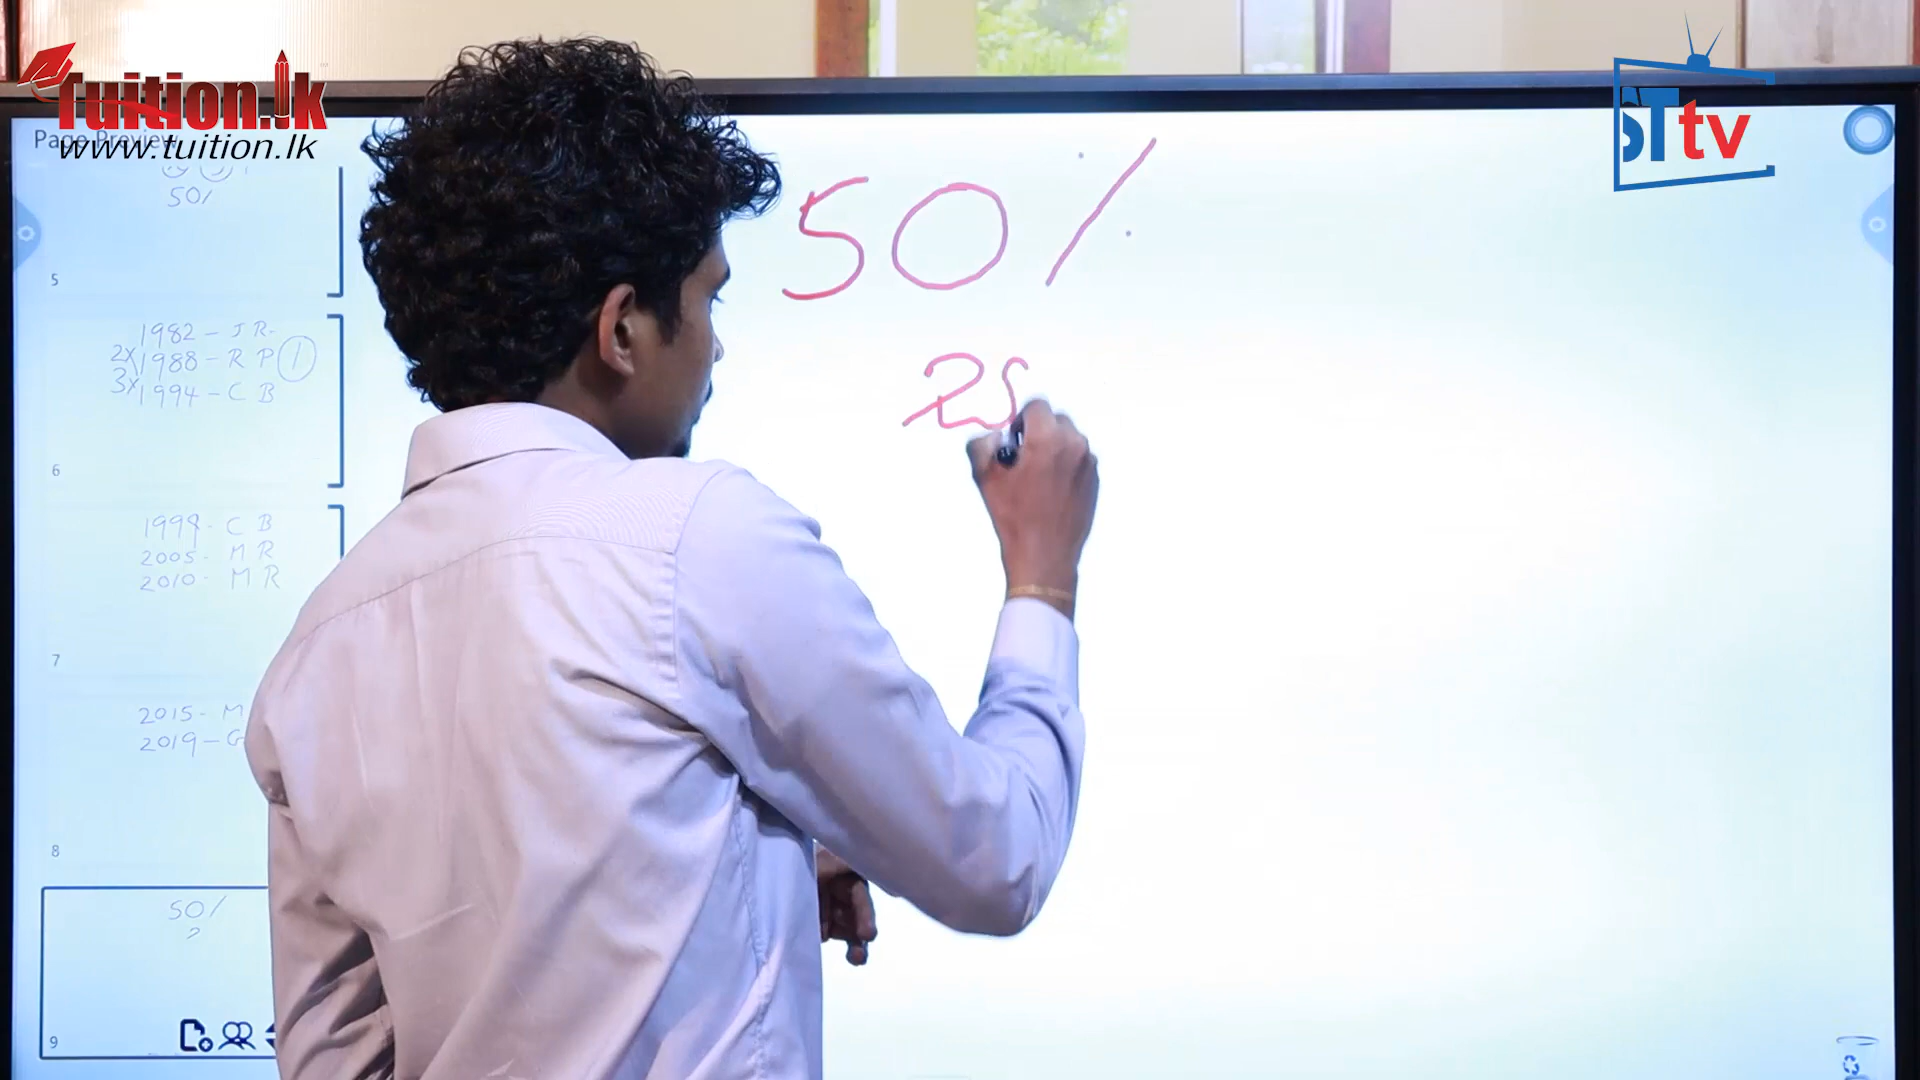 Tuition.lk
www.tuition.lk
STtv
Page Preview
50%
5
1982 - J R-
2x 1988 - R P 1
3x 1994 - C B
6
1999 - C B
2005 - M R
2010 - M R
7
2015 - M
2019 - G
8
50%
9
50%